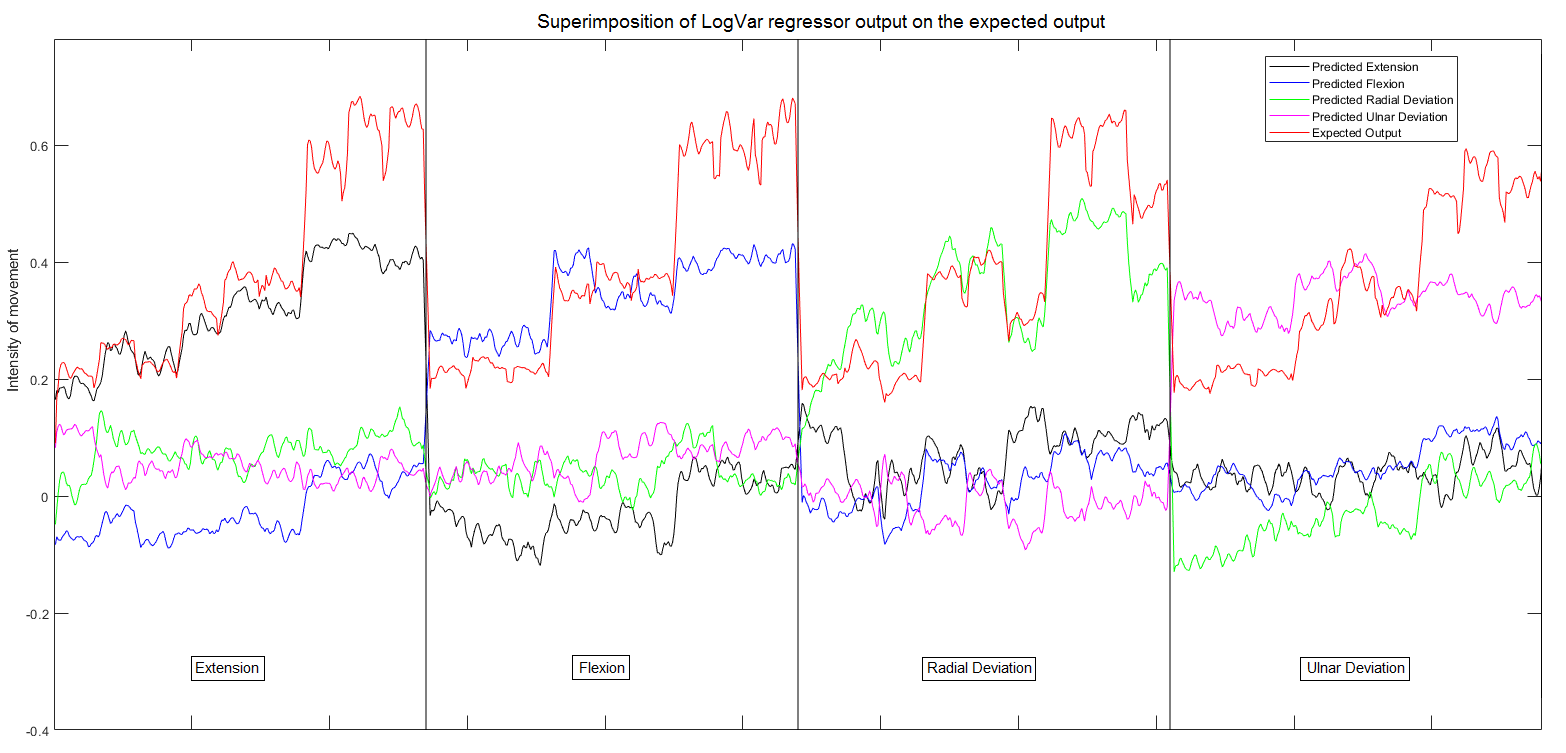 Superimposition of LogVar regressor output on the expected output
Predicted Extension
Predicted Flexion
Predicted Radial Deviation
Predicted Ulnar Deviation
Expected Output
Intensity of movement
0.6
0.4
0.2
0
-0.2
-0.4
Extension
Flexion
Radial Deviation
Ulnar Deviation